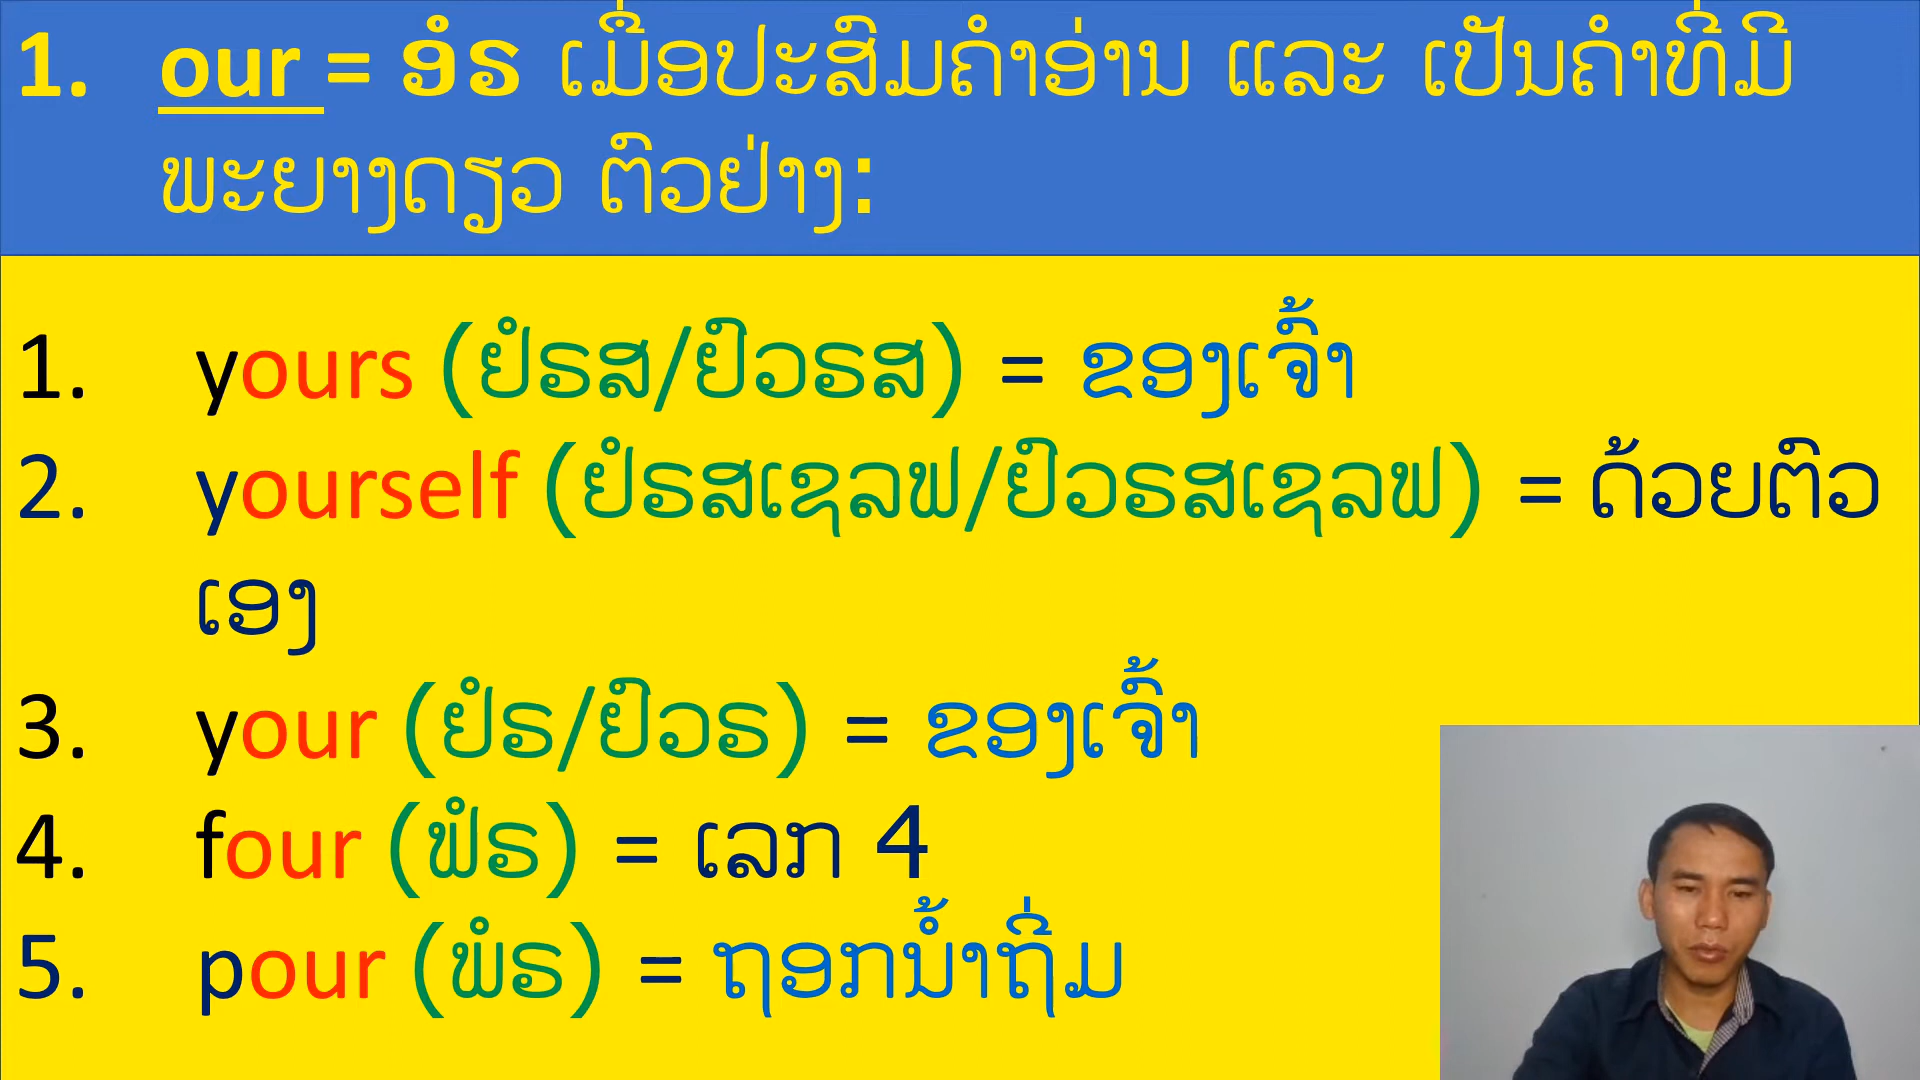 1. our = ອໍຣ ເມື່ອປະສົມຄຳອ່ານ ແລະ ເປັນຄຳທີ່ມີ
ພະຍາງດຽວ ຕົວຢ່າງ:
1. yours (ຢໍຣສ/ຢົວຣສ) = ຂອງເຈົ້າ
2. yourself (ຢໍຣສເຊລຟ/ຢົວຣສເຊລຟ) = ດ້ວຍຕົວ
ເອງ
3. your (ຢໍຣ/ຢົວຣ) = ຂອງເຈົ້າ
4. four (ຟໍຣ) = ເລກ 4
5. pour (ພໍຣ) = ຖອກນ້ຳຖິ່ມ